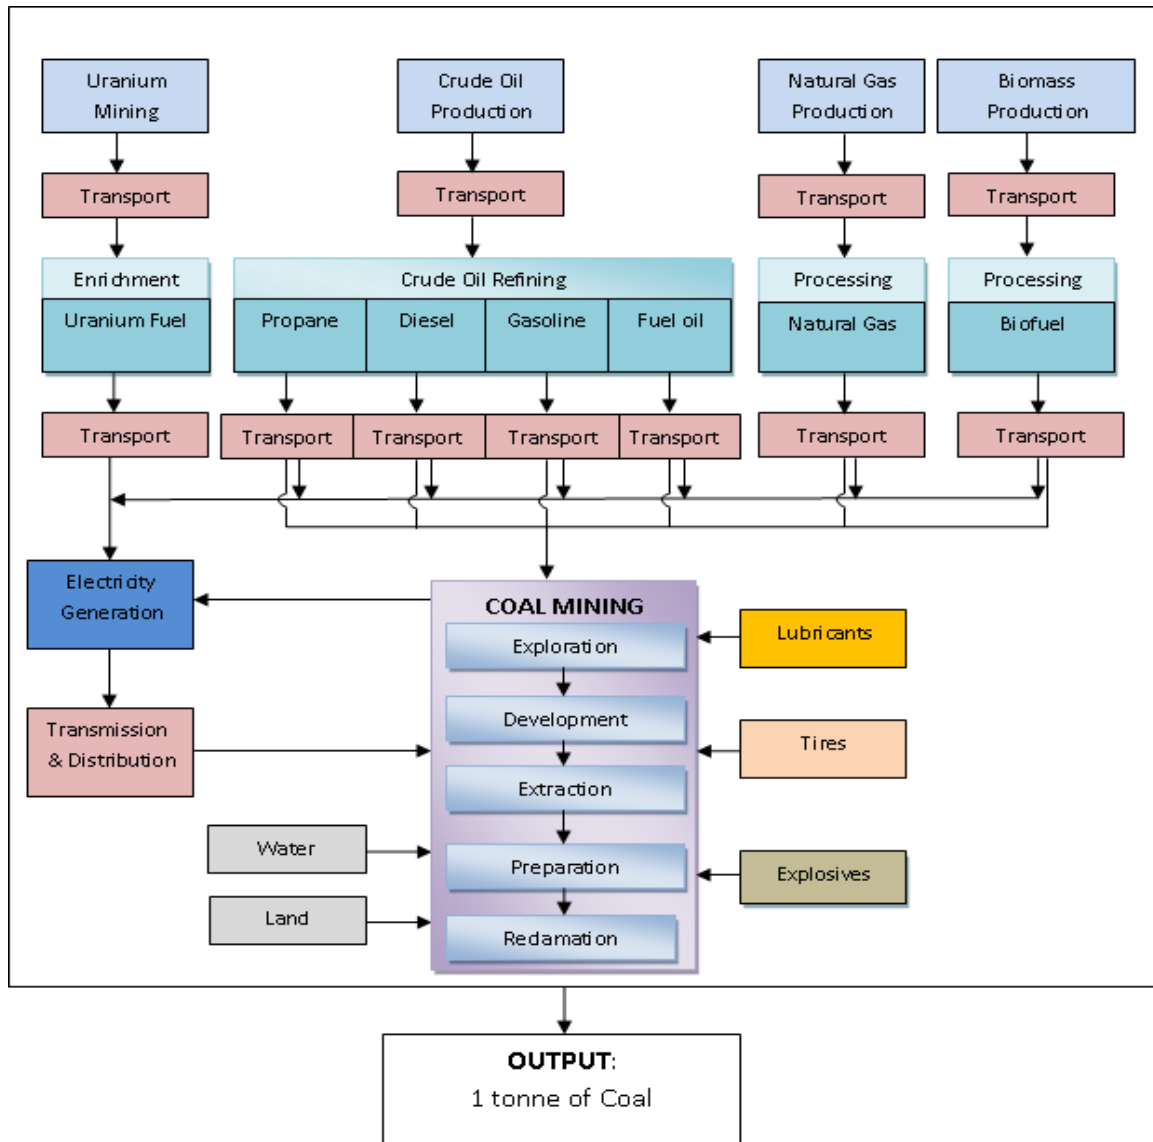 Uranium
Mining
Crude Oil
Production
Natural Gas
Production
Biomass
Production
Transport
Transport
Transport
Transport
Enrichment
Uranium Fuel
Crude Oil Refining
Propane
Diesel
Gasoline
Fuel oil
Processing
Natural Gas
Processing
Biofuel
Transport
Transport
Transport
Transport
Transport
Transport
Transport
Electricity
Generation
Transmission
& Distribution
Water
Land
COAL MINING
Exploration
Development
Extraction
Preparation
Reclamation
Lubricants
Tires
Explosives
OUTPUT:
1 tonne of Coal